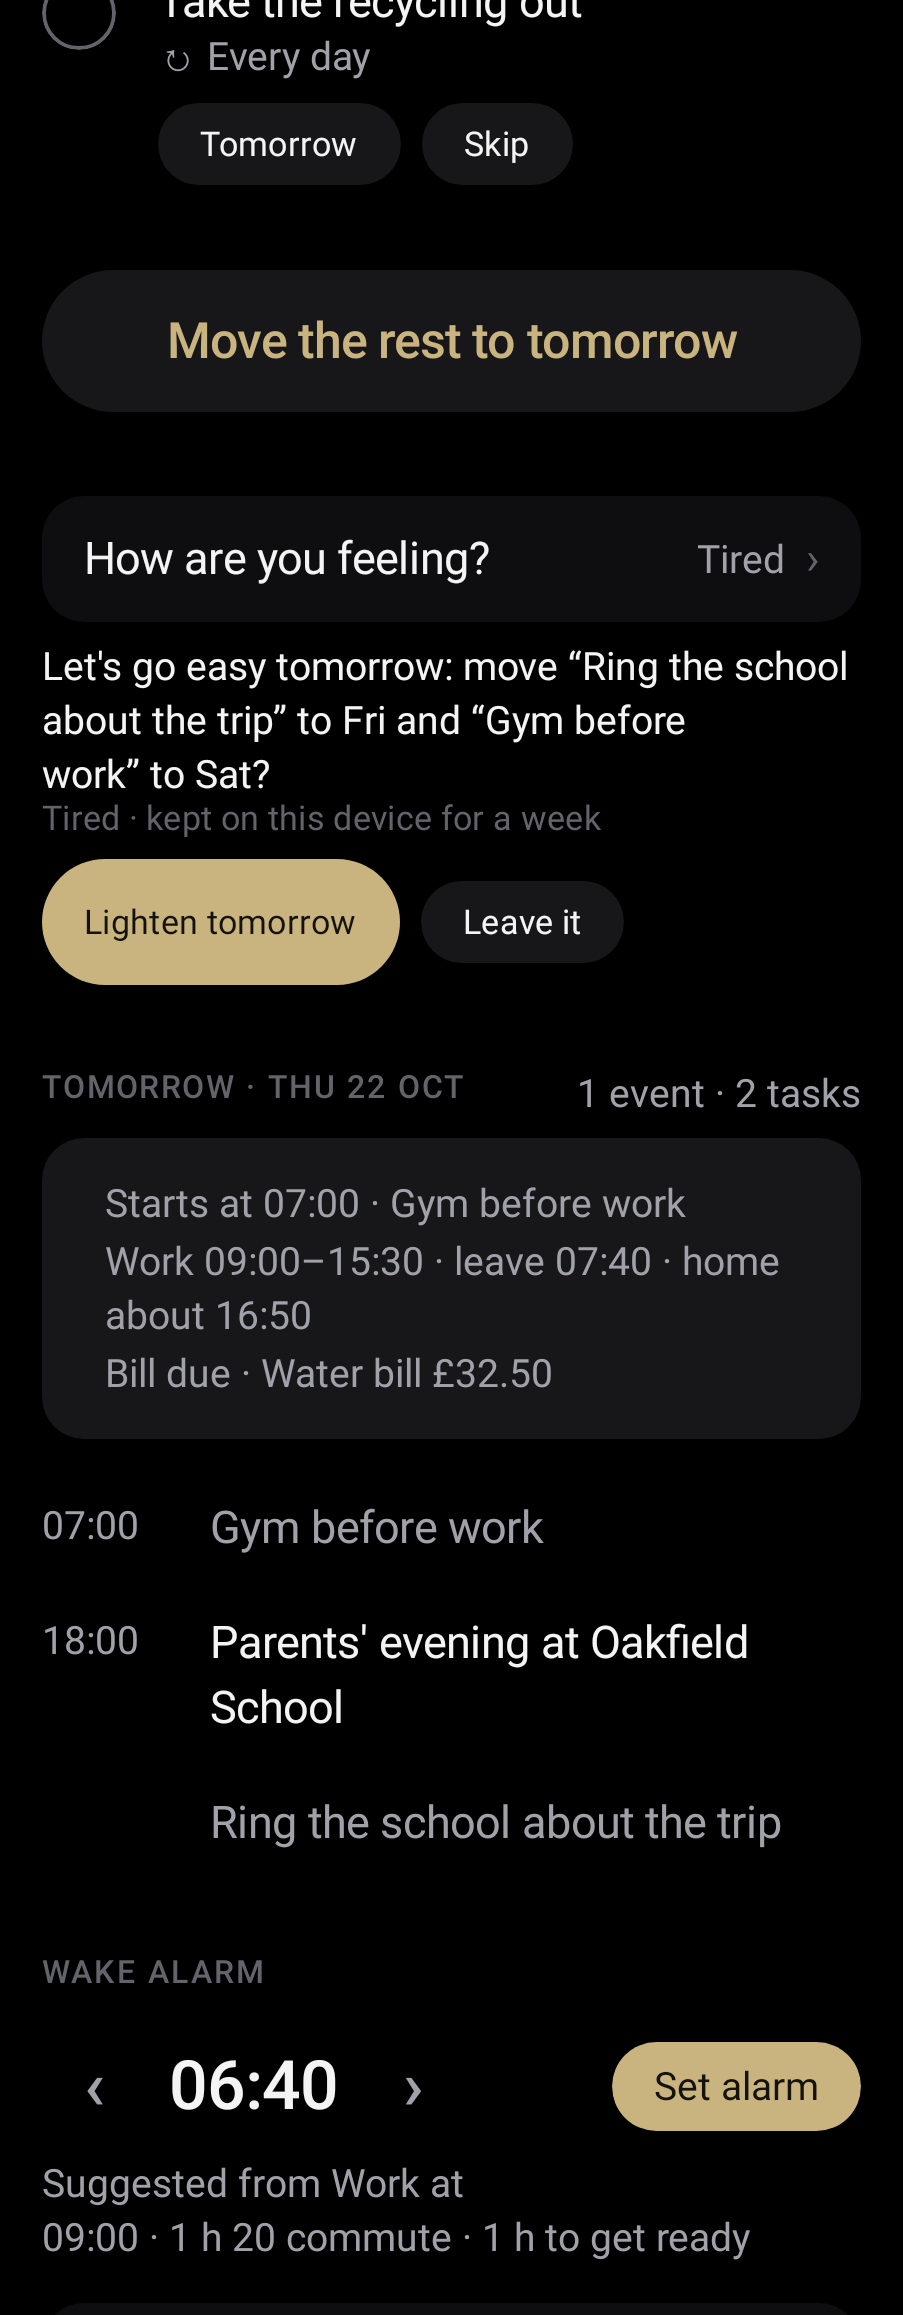 Take the recycling out
Every day
Tomorrow
Skip
Move the rest to tomorrow
How are you feeling?
Tired ›
Let's go easy tomorrow: move “Ring the school
about the trip” to Fri and “Gym before
work” to Sat?
Tired · kept on this device for a week
Lighten tomorrow
Leave it
TOMORROW · THU 22 OCT
1 event · 2 tasks
Starts at 07:00 · Gym before work
Work 09:00–15:30 · leave 07:40 · home
about 16:50
Bill due · Water bill £32.50
07:00 Gym before work
18:00 Parents' evening at Oakfield
School
Ring the school about the trip
WAKE ALARM
‹ 06:40 ›
Set alarm
Suggested from Work at
09:00 · 1 h 20 commute · 1 h to get ready